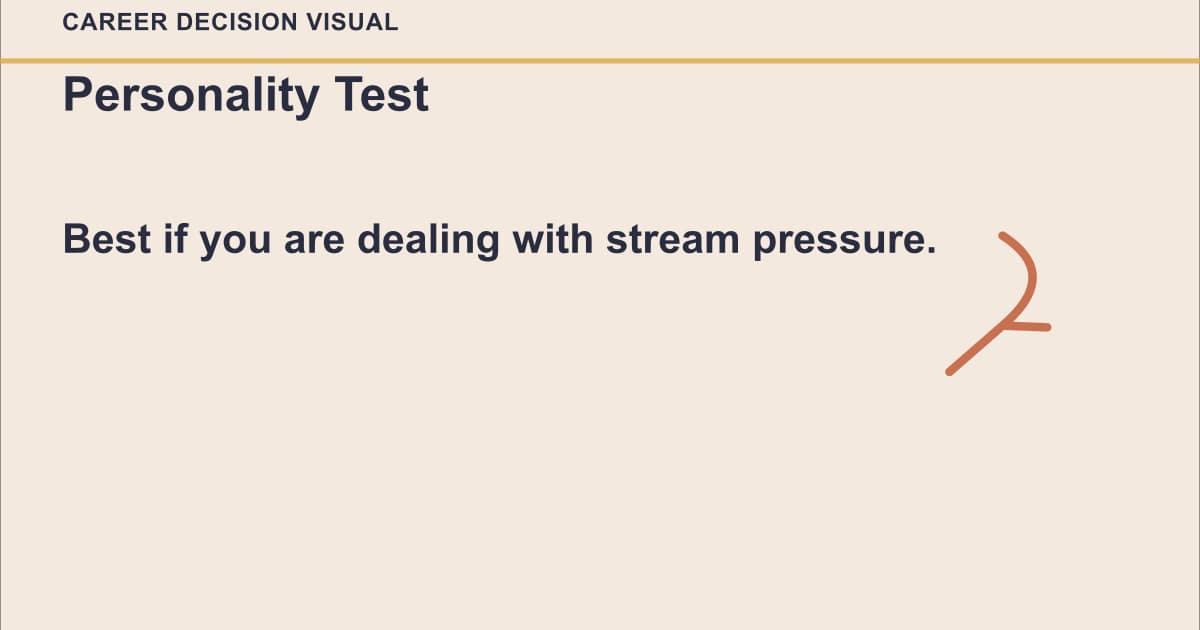 CAREER DECISION VISUAL
Personality Test
Best if you are dealing with stream pressure.